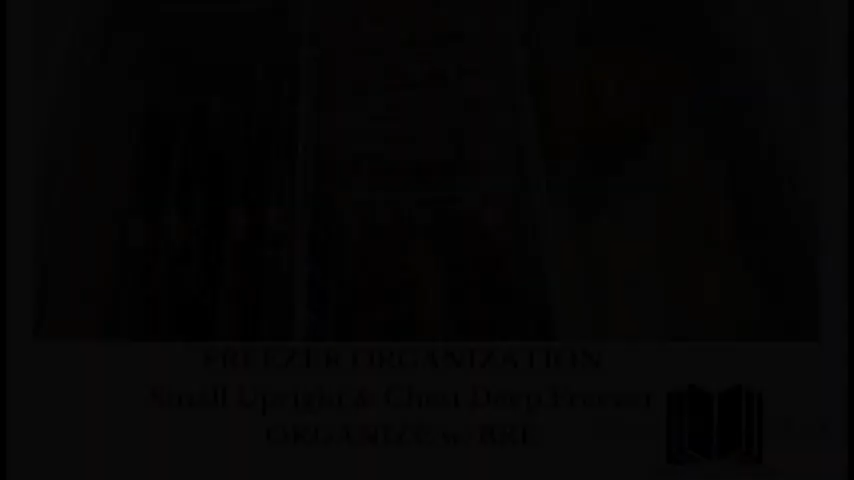 FREEZER ORGANIZATION
Small Upright & Chest Deep Freezer
ORGANIZE w/